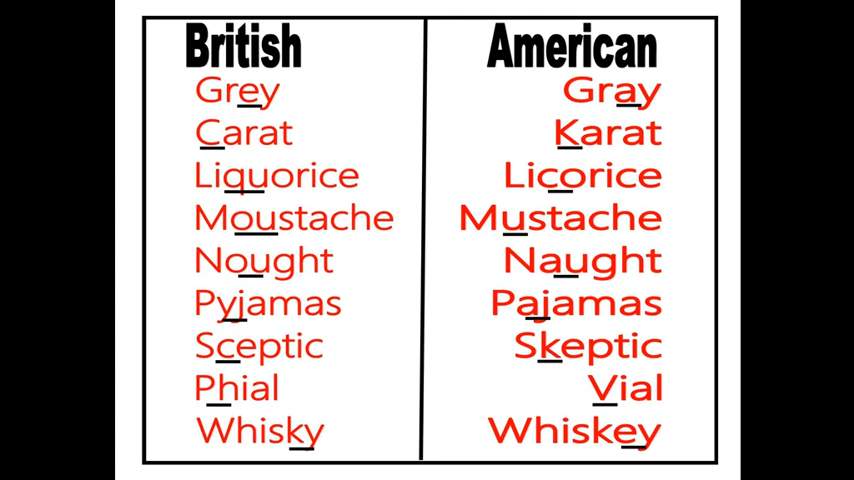 British American
Grey Gray
Carat Karat
Liquorice Licorice
Moustache Mustache
Nought Naught
Pyjamas Pajamas
Sceptic Skeptic
Phial Vial
Whisky Whiskey